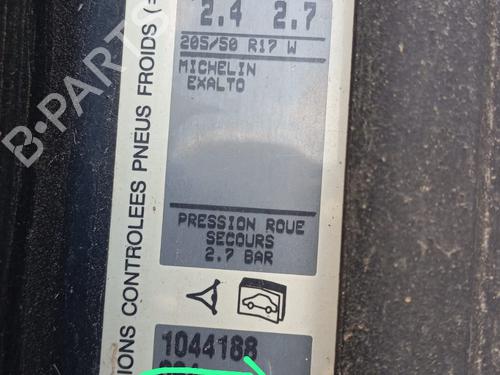 2.4 2.7
205/50 R17 W
MICHELIN
EXALTO
PRESSION ROUE
SECOURS
2.7 BAR
1044188
IONS CONTROLEES PNEUS FROIDS (=
B-PARTS
B-PARTS